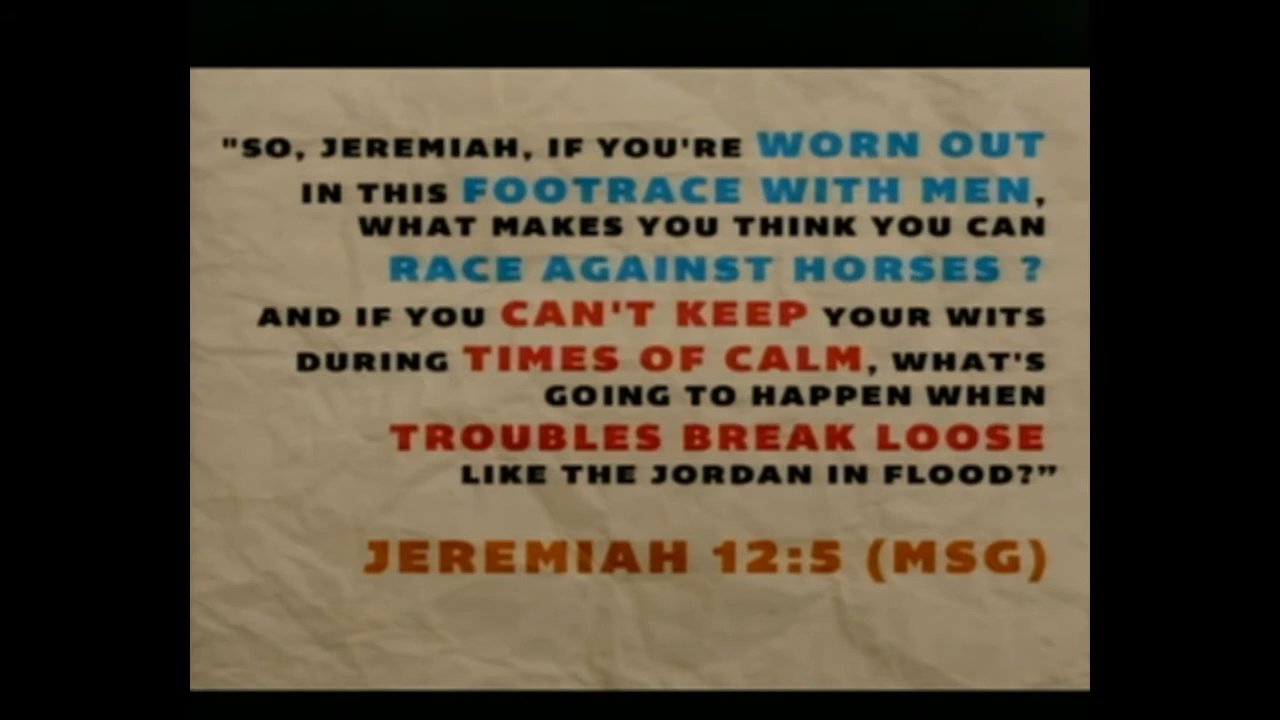 "SO, JEREMIAH, IF YOU'RE WORN OUT
IN THIS FOOTRACE WITH MEN,
WHAT MAKES YOU THINK YOU CAN
RACE AGAINST HORSES ?
AND IF YOU CAN'T KEEP YOUR WITS
DURING TIMES OF CALM, WHAT'S
GOING TO HAPPEN WHEN
TROUBLES BREAK LOOSE
LIKE THE JORDAN IN FLOOD?”
JEREMIAH 12:5 (MSG)